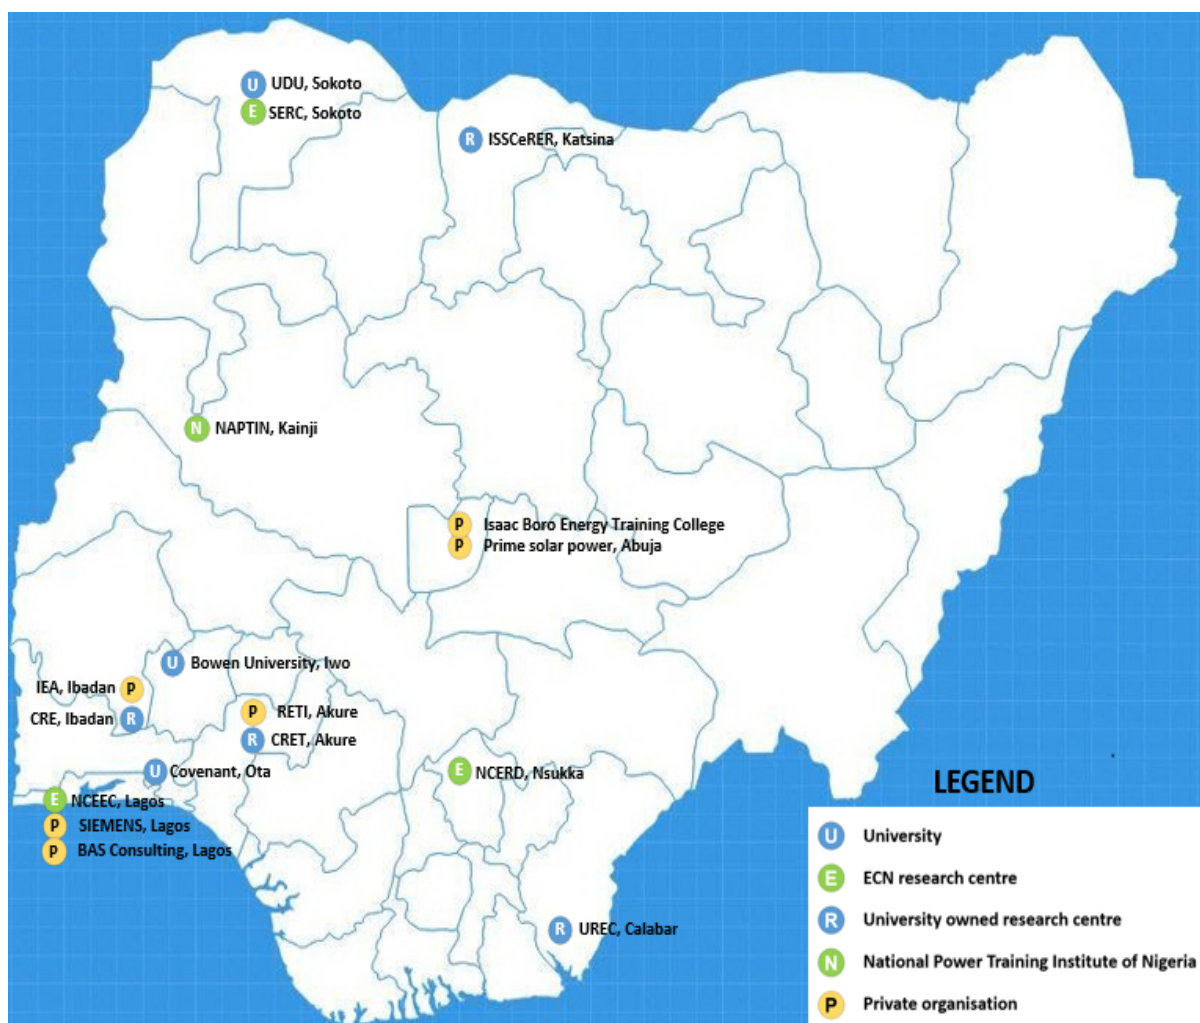 U UDU, Sokoto
E SERC, Sokoto
R ISSCeRER, Katsina
N NAPTIN, Kainji
P Isaac Boro Energy Training College
P Prime solar power, Abuja
U Bowen University, Iwo
IEA, Ibadan P
CRE, Ibadan R
P RETI, Akure
R CRET, Akure
U Covenant, Ota
E NCERD, Nsukka
E NCEEC, Lagos
P SIEMENS, Lagos
P BAS Consulting, Lagos
R UREC, Calabar
LEGEND
U University
E ECN research centre
R University owned research centre
N National Power Training Institute of Nigeria
P Private organisation